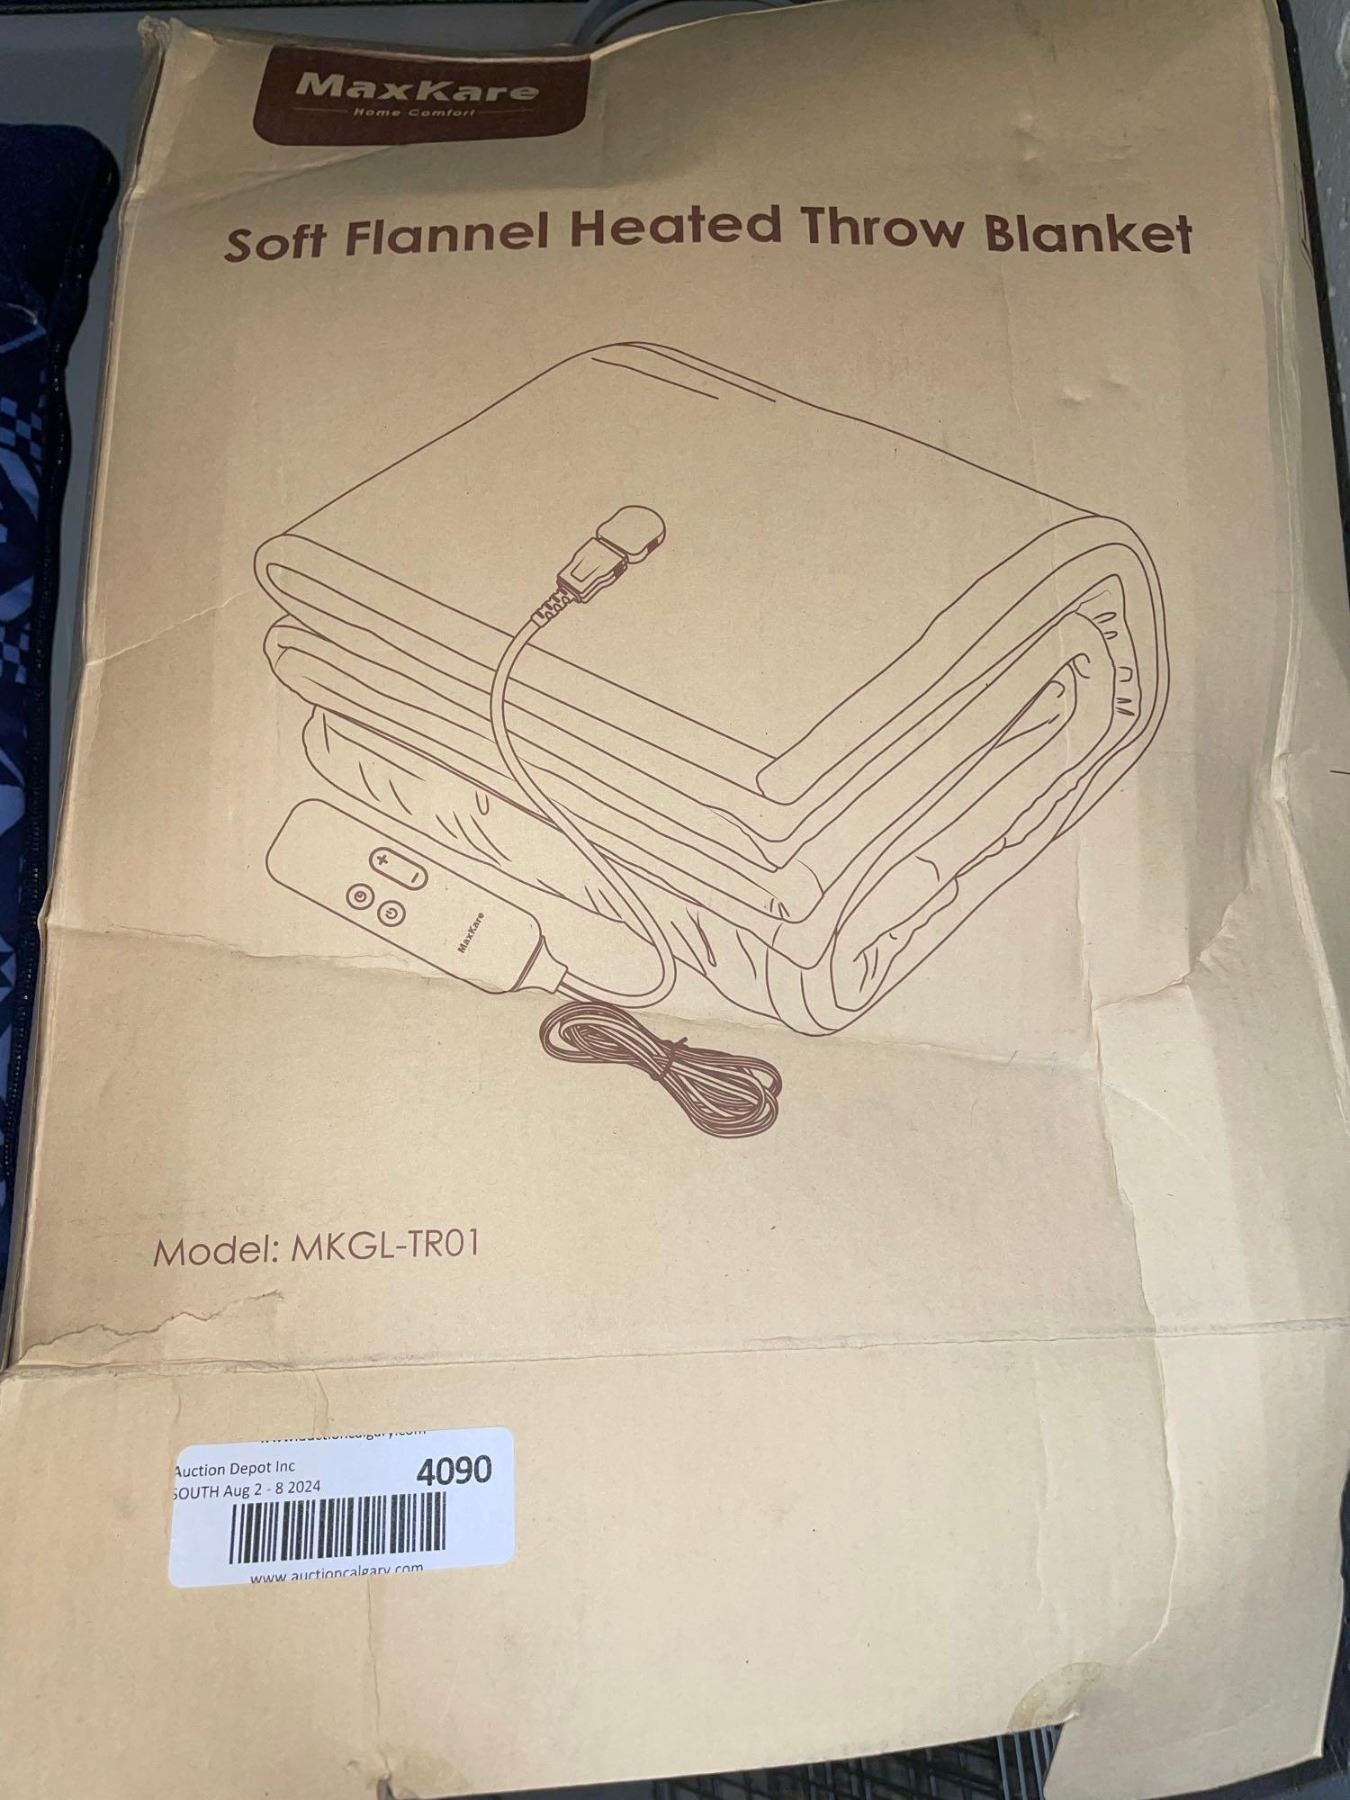 MaxKare
Home Comfort
Soft Flannel Heated Throw Blanket
MaxKare
Model: MKGL-TR01
Auction Depot Inc
4090
SOUTH Aug 2 - 8 2024
www.auctioncalgary.com